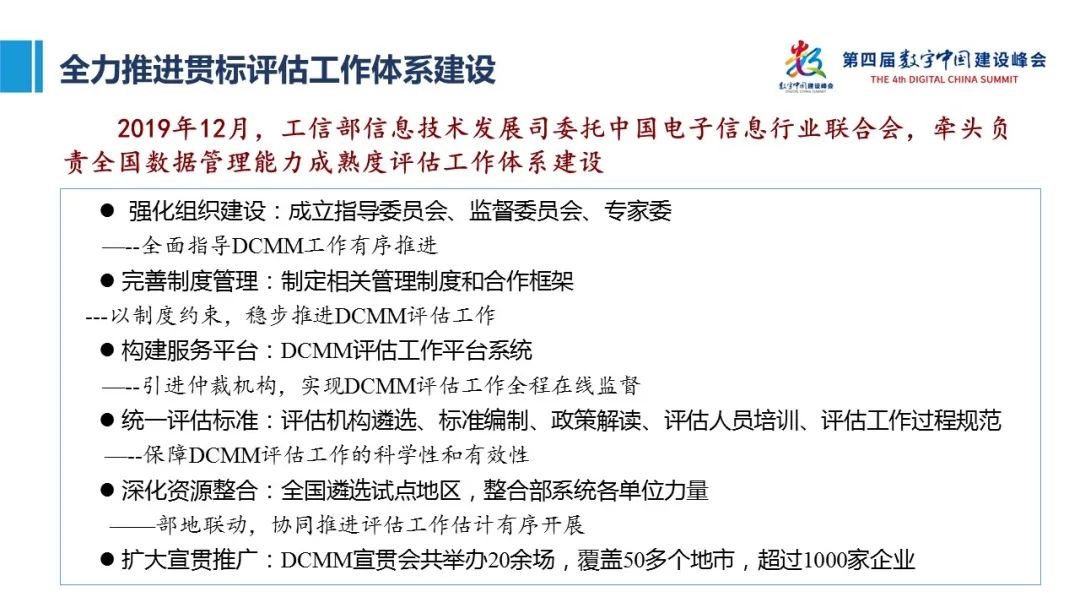 全力推进贯标评估工作体系建设
数字中国建设峰会
DIGITAL CHINA SUMMIT
第四届数字中国建设峰会
THE 4th DIGITAL CHINA SUMMIT
2019年12月，工信部信息技术发展司委托中国电子信息行业联合会，牵头负
责全国数据管理能力成熟度评估工作体系建设
● 强化组织建设：成立指导委员会、监督委员会、专家委
—--全面指导DCMM工作有序推进
● 完善制度管理：制定相关管理制度和合作框架
---以制度约束，稳步推进DCMM评估工作
● 构建服务平台：DCMM评估工作平台系统
—--引进仲裁机构，实现DCMM评估工作全程在线监督
● 统一评估标准：评估机构遴选、标准编制、政策解读、评估人员培训、评估工作过程规范
—--保障DCMM评估工作的科学性和有效性
● 深化资源整合：全国遴选试点地区，整合部系统各单位力量
——部地联动，协同推进评估工作估计有序开展
● 扩大宣贯推广：DCMM宣贯会共举办20余场，覆盖50多个地市，超过1000家企业